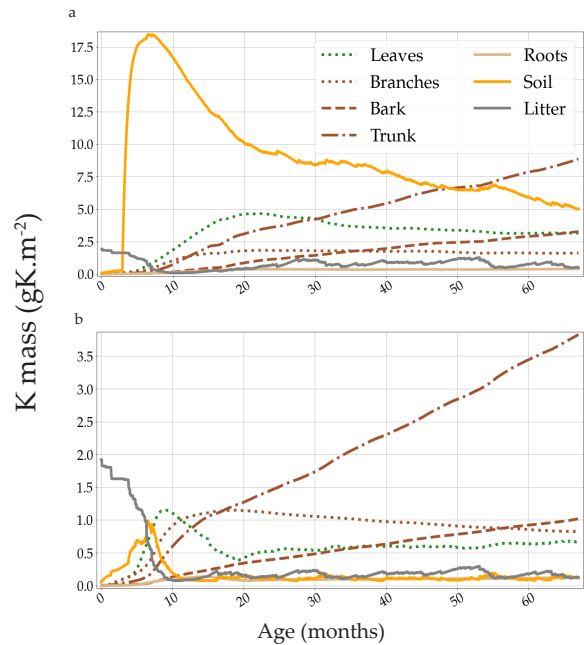 a
17.5
15.0
12.5
10.0
7.5
5.0
2.5
0.0
Leaves
Branches
Bark
Trunk
Roots
Soil
Litter
0
10
20
30
40
50
60
K mass (gK.m⁻²)
b
3.5
3.0
2.5
2.0
1.5
1.0
0.5
0.0
0
10
20
30
40
50
60
Age (months)